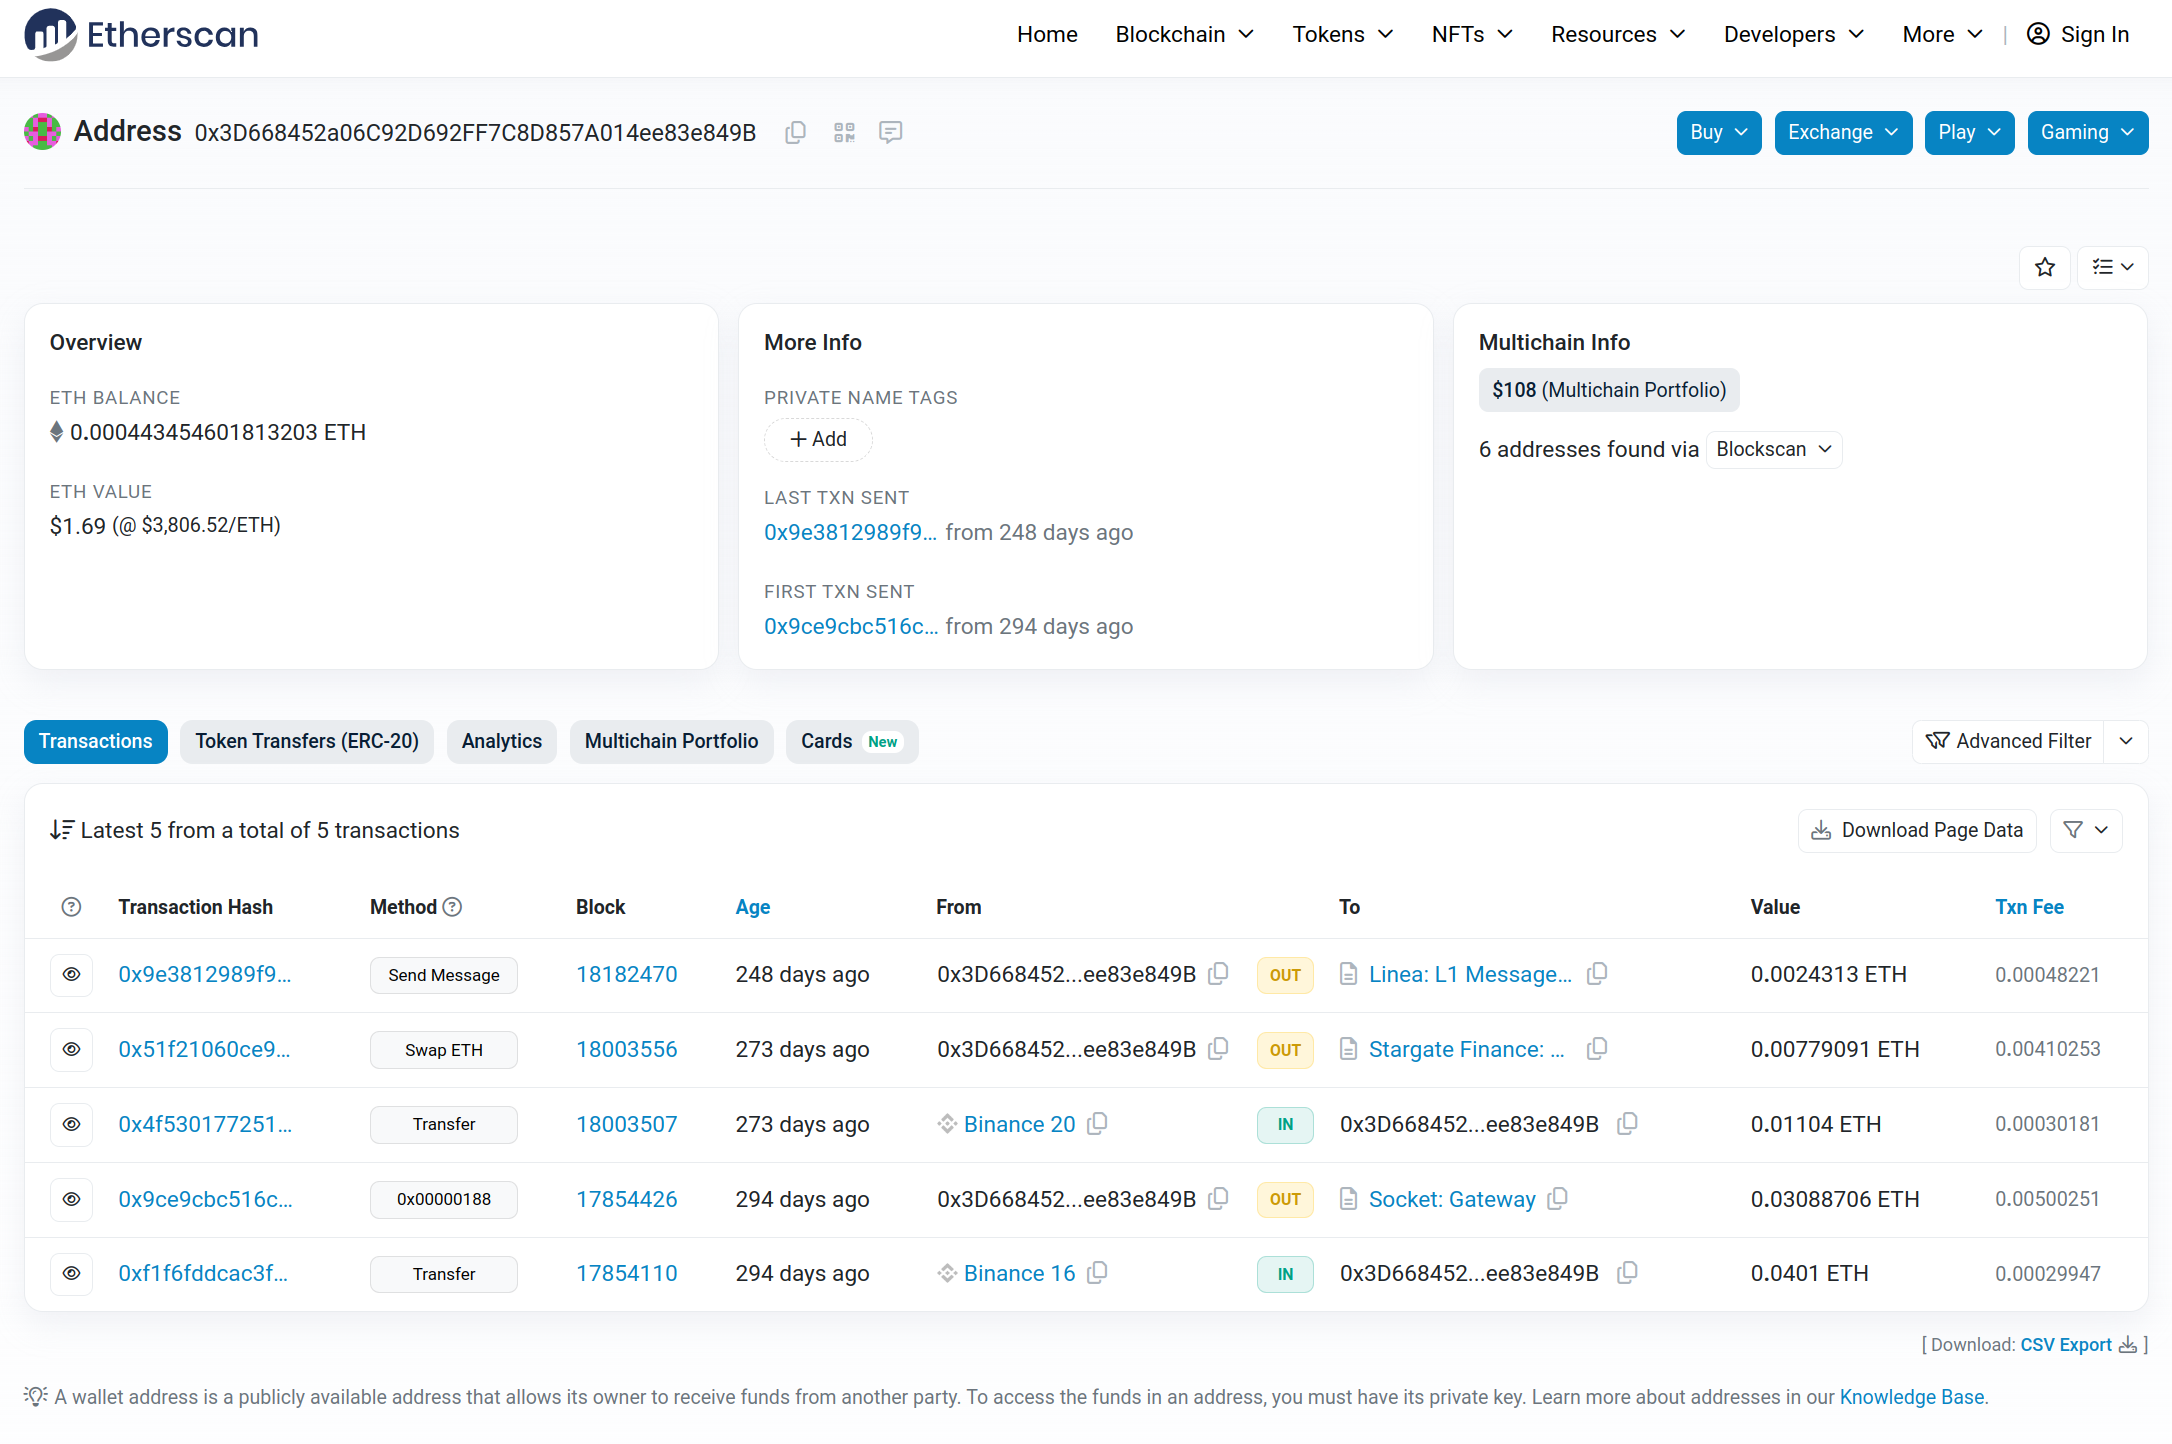 Etherscan
Home Blockchain Tokens NFTs Resources Developers More | Sign In
Address 0x3D668452a06C92D692FF7C8D857A014ee83e849B
Buy Exchange Play Gaming
Overview
ETH BALANCE
0.000443454601813203 ETH
ETH VALUE
$1.69 (@ $3,806.52/ETH)
More Info
PRIVATE NAME TAGS
+ Add
LAST TXN SENT
0x9e3812989f9... from 248 days ago
FIRST TXN SENT
0x9ce9cbc516c... from 294 days ago
Multichain Info
$108 (Multichain Portfolio)
6 addresses found via Blockscan
Transactions Token Transfers (ERC-20) Analytics Multichain Portfolio Cards New
Advanced Filter
Latest 5 from a total of 5 transactions
Download Page Data
? Transaction Hash Method ? Block Age From To Value Txn Fee
0x9e3812989f9... Send Message 18182470 248 days ago 0x3D668452...ee83e849B OUT Linea: L1 Message... 0.0024313 ETH 0.00048221
0x51f21060ce9... Swap ETH 18003556 273 days ago 0x3D668452...ee83e849B OUT Stargate Finance: ... 0.00779091 ETH 0.00410253
0x4f530177251... Transfer 18003507 273 days ago Binance 20 IN 0x3D668452...ee83e849B 0.01104 ETH 0.00030181
0x9ce9cbc516c... 0x00000188 17854426 294 days ago 0x3D668452...ee83e849B OUT Socket: Gateway 0.03088706 ETH 0.00500251
0xf1f6fddcac3f... Transfer 17854110 294 days ago Binance 16 IN 0x3D668452...ee83e849B 0.0401 ETH 0.00029947
[ Download: CSV Export ]
A wallet address is a publicly available address that allows its owner to receive funds from another party. To access the funds in an address, you must have its private key. Learn more about addresses in our Knowledge Base.